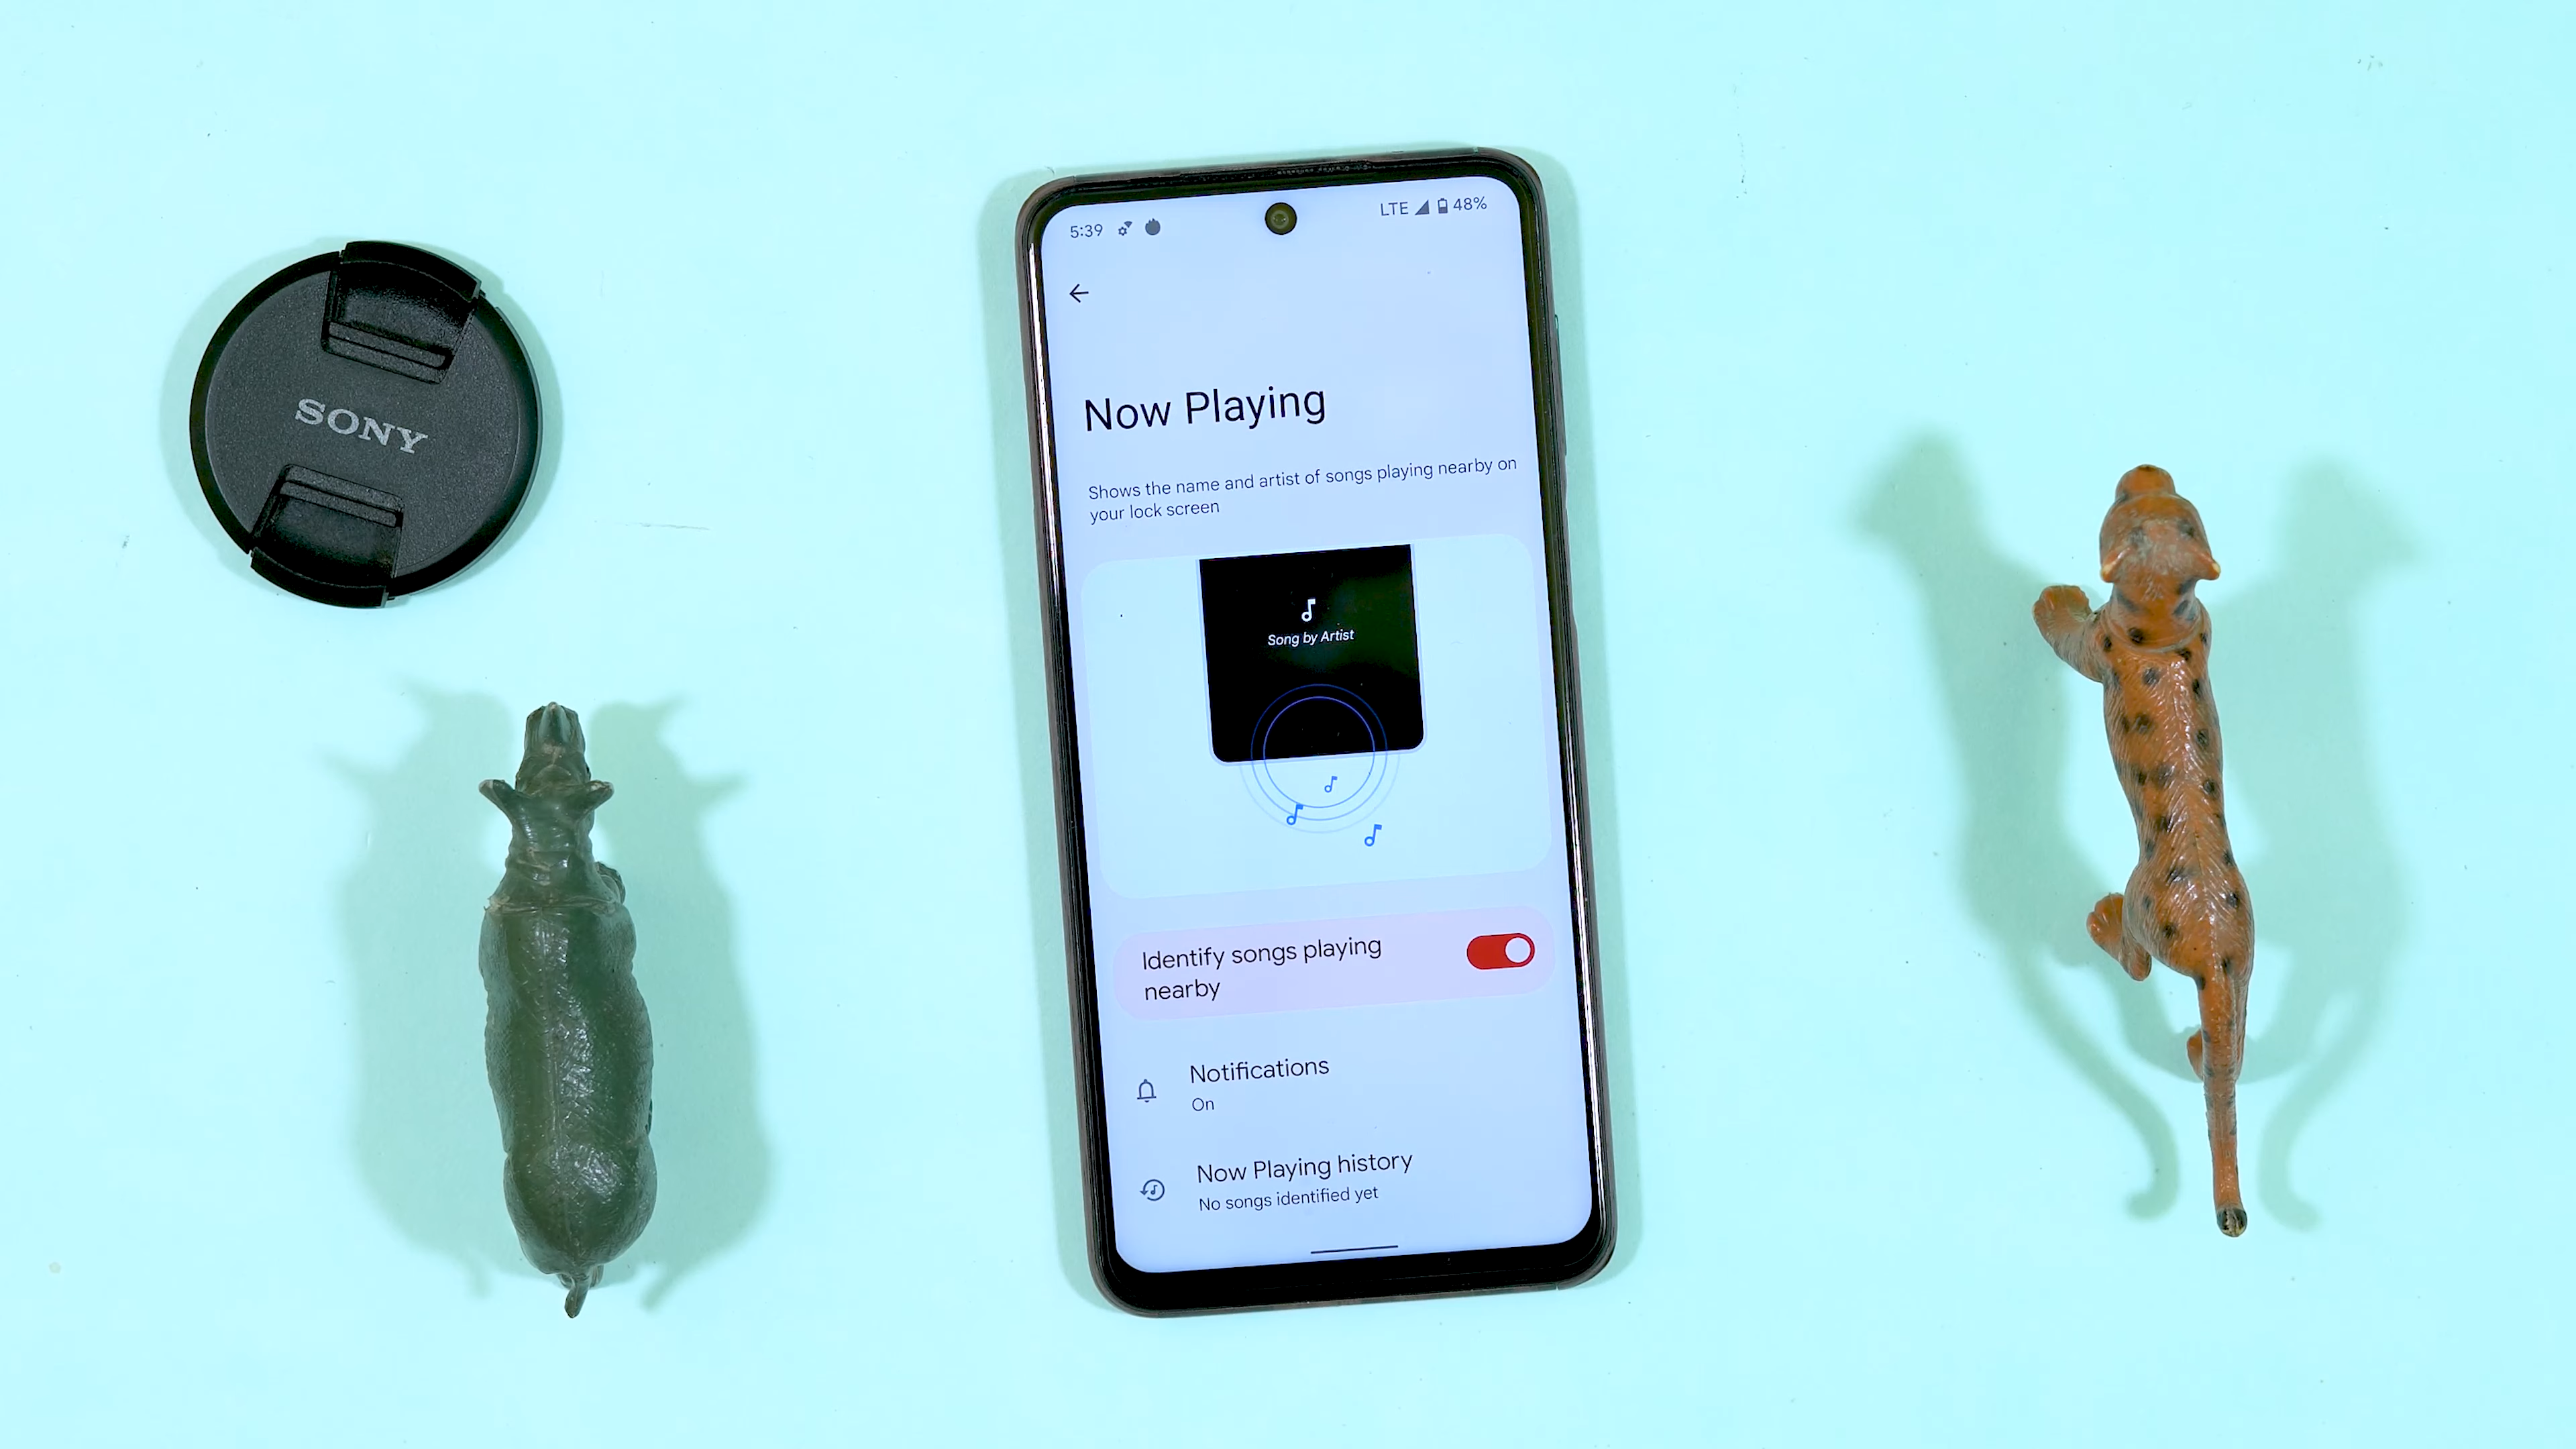 SONY
5:39
LTE 48%
Now Playing
Shows the name and artist of songs playing nearby on
your lock screen
Song by Artist
Identify songs playing
nearby
Notifications
On
Now Playing history
No songs identified yet